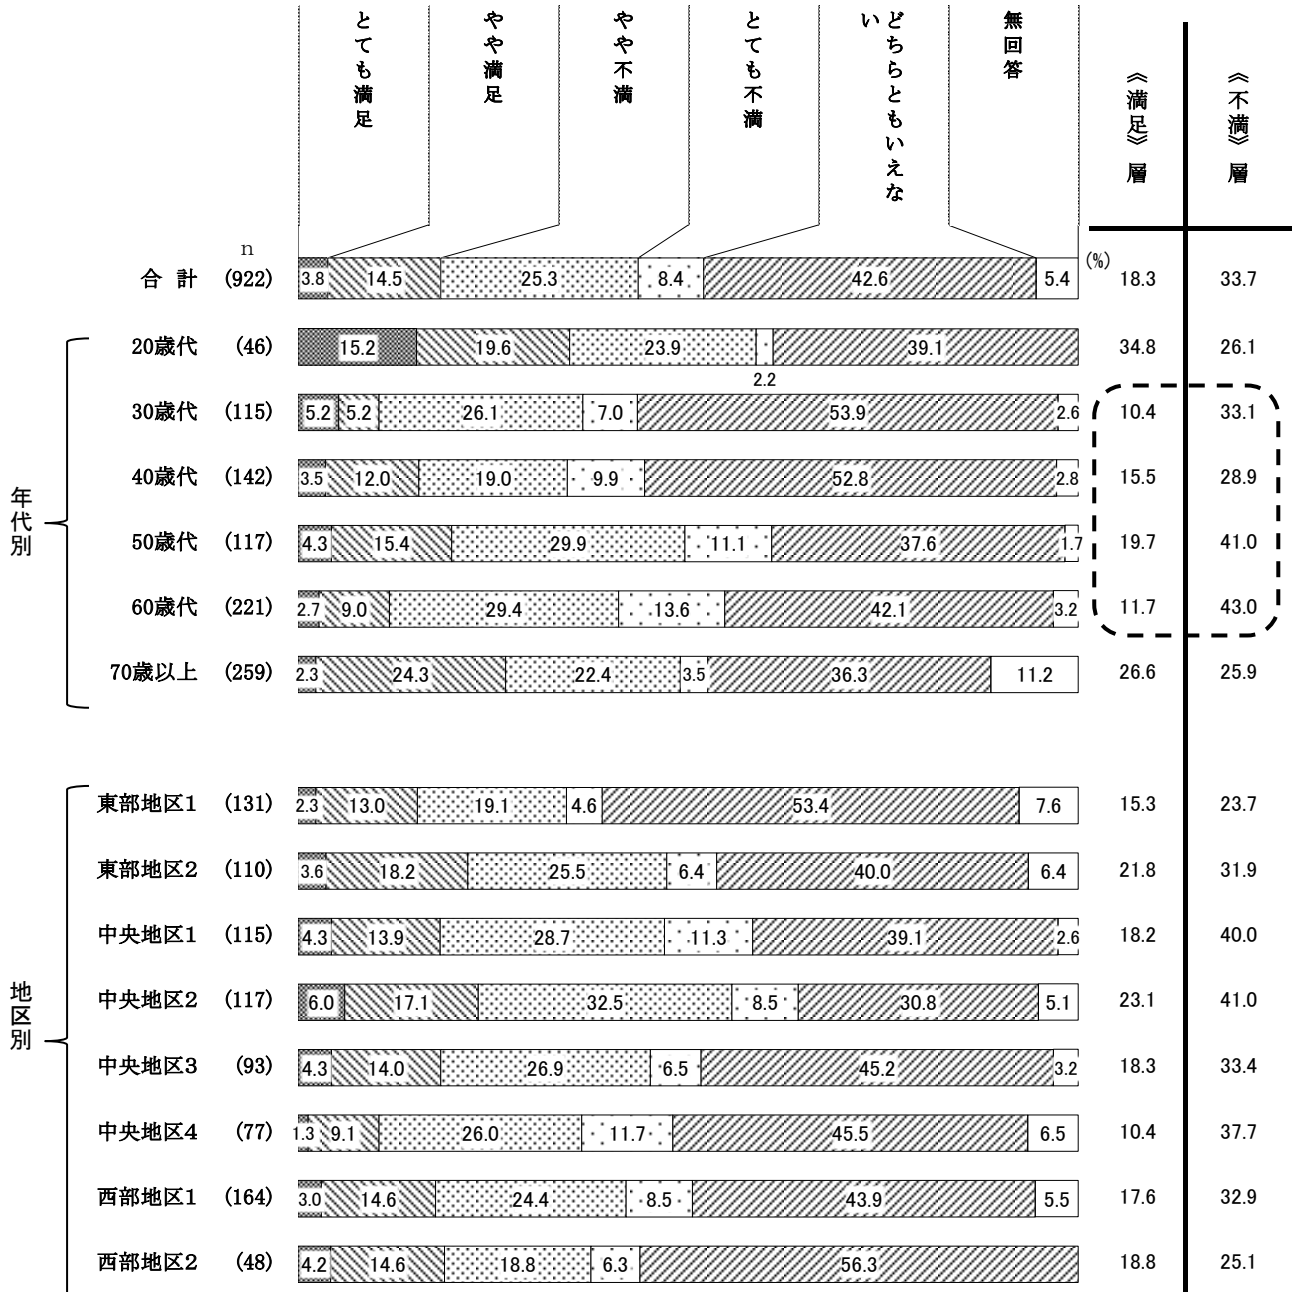 とても満足
やや満足
やや不満
とても不満
どちらともいえない
無回答
《満足》層
《不満》層
n
(%)
合 計 (922) 3.8 14.5 25.3 8.4 42.6 5.4 18.3 33.7
年代別
20歳代 (46) 15.2 19.6 23.9 2.2 39.1 34.8 26.1
30歳代 (115) 5.2 5.2 26.1 7.0 53.9 2.6 10.4 33.1
40歳代 (142) 3.5 12.0 19.0 9.9 52.8 2.8 15.5 28.9
50歳代 (117) 4.3 15.4 29.9 11.1 37.6 1.7 19.7 41.0
60歳代 (221) 2.7 9.0 29.4 13.6 42.1 3.2 11.7 43.0
70歳以上 (259) 2.3 24.3 22.4 3.5 36.3 11.2 26.6 25.9
地区別
東部地区1 (131) 2.3 13.0 19.1 4.6 53.4 7.6 15.3 23.7
東部地区2 (110) 3.6 18.2 25.5 6.4 40.0 6.4 21.8 31.9
中央地区1 (115) 4.3 13.9 28.7 11.3 39.1 2.6 18.2 40.0
中央地区2 (117) 6.0 17.1 32.5 8.5 30.8 5.1 23.1 41.0
中央地区3 (93) 4.3 14.0 26.9 6.5 45.2 3.2 18.3 33.4
中央地区4 (77) 1.3 9.1 26.0 11.7 45.5 6.5 10.4 37.7
西部地区1 (164) 3.0 14.6 24.4 8.5 43.9 5.5 17.6 32.9
西部地区2 (48) 4.2 14.6 18.8 6.3 56.3 18.8 25.1